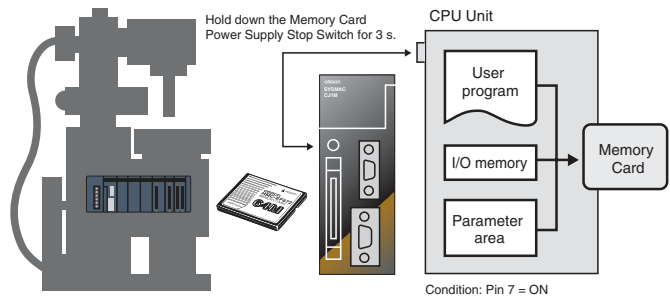 Hold down the Memory Card
Power Supply Stop Switch for 3 s.
CPU Unit
OMRON
SYSMAC
CJ1M
User
program
I/O memory
Parameter
area
Memory
Card
64M
Condition: Pin 7 = ON